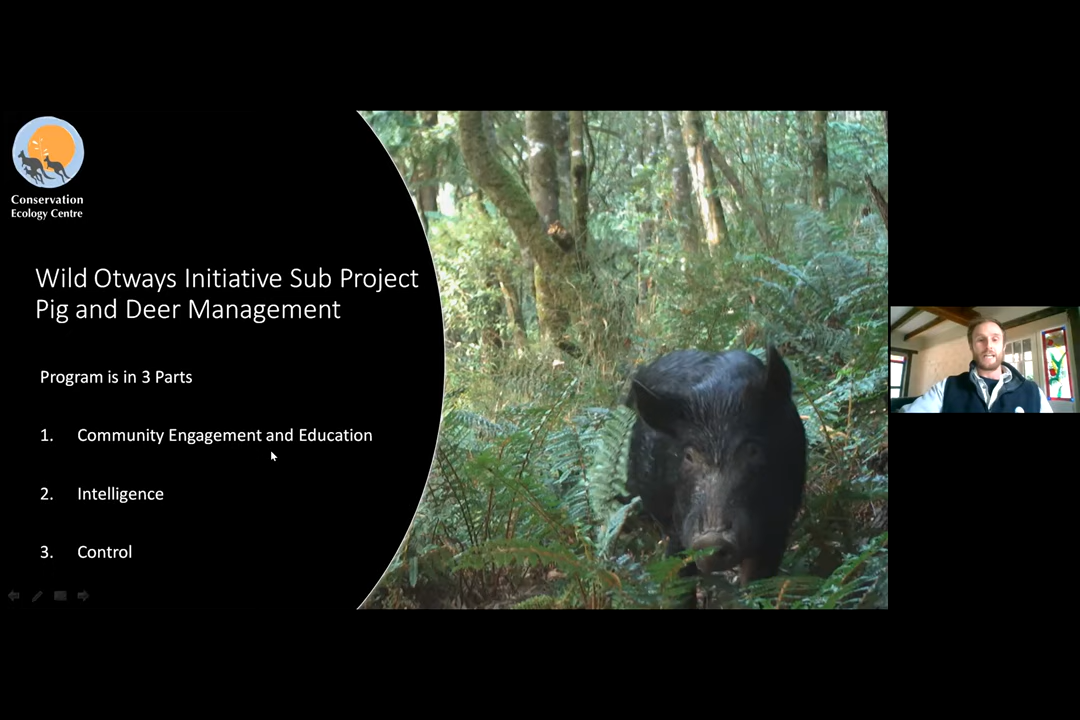 Conservation
Ecology Centre
Wild Otways Initiative Sub Project
Pig and Deer Management
Program is in 3 Parts
1. Community Engagement and Education
2. Intelligence
3. Control